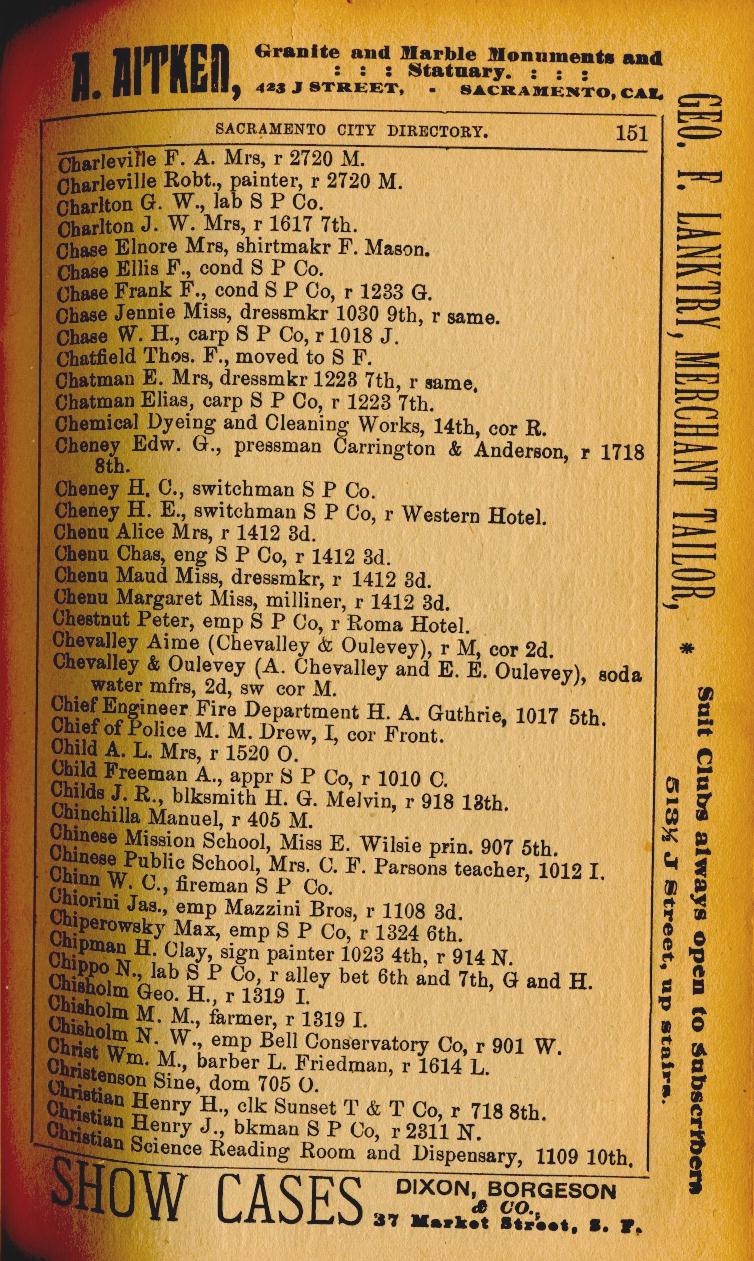 A. AITKEN,
Granite and Marble Monuments and
: : : Statuary. : : :
423 J STREET, - SACRAMENTO, CAL.
SACRAMENTO CITY DIRECTORY. 151
Charleville F. A. Mrs, r 2720 M.
Charleville Robt., painter, r 2720 M.
Charlton G. W., lab S P Co.
Charlton J. W. Mrs, r 1617 7th.
Chase Elnore Mrs, shirtmakr F. Mason.
Chase Ellis F., cond S P Co.
Chase Frank F., cond S P Co, r 1233 G.
Chase Jennie Miss, dressmkr 1030 9th, r same.
Chase W. H., carp S P Co, r 1018 J.
Chatfield Thos. F., moved to S F.
Chatman E. Mrs, dressmkr 1223 7th, r same.
Chatman Elias, carp S P Co, r 1223 7th.
Chemical Dyeing and Cleaning Works, 14th, cor R.
Cheney Edw. G., pressman Carrington & Anderson, r 1718
8th.
Cheney H. C., switchman S P Co.
Cheney H. E., switchman S P Co, r Western Hotel.
Chenu Alice Mrs, r 1412 3d.
Chenu Chas, eng S P Co, r 1412 3d.
Chenu Maud Miss, dressmkr, r 1412 3d.
Chenu Margaret Miss, milliner, r 1412 3d.
Chestnut Peter, emp S P Co, r Roma Hotel.
Chevalley Aime (Chevalley & Oulevey), r M, cor 2d.
Chevalley & Oulevey (A. Chevalley and E. E. Oulevey), soda
water mfrs, 2d, sw cor M.
Chief Engineer Fire Department H. A. Guthrie, 1017 5th.
Chief of Police M. M. Drew, I, cor Front.
Child A. L. Mrs, r 1520 O.
Child Freeman A., appr S P Co, r 1010 C.
Childs J. R., blksmith H. G. Melvin, r 918 13th.
Chinchilla Manuel, r 405 M.
Chinese Mission School, Miss E. Wilsie prin. 907 5th.
Chinese Public School, Mrs. C. F. Parsons teacher, 1012 I.
Chinn W. C., fireman S P Co.
Chiorini Jas., emp Mazzini Bros, r 1108 3d.
Chiperowsky Max, emp S P Co, r 1324 6th.
Chipman H. Clay, sign painter 1023 4th, r 914 N.
Chippo N., lab S P Co, r alley bet 6th and 7th, G and H.
Chisholm Geo. H., r 1319 I.
Chisholm M. M., farmer, r 1319 I.
Chisholm N. W., emp Bell Conservatory Co, r 901 W.
Christ Wm. M., barber L. Friedman, r 1614 L.
Christenson Sine, dom 705 O.
Christian Henry H., clk Sunset T & T Co, r 718 8th.
Christian Henry J., bkman S P Co, r 2311 N.
Christian Science Reading Room and Dispensary, 1109 10th.
GEO. F. LANKTRY, MERCHANT TAILOR, * Suit Clubs always open to Subscribers
513½ J Street, up stairs.
SHOW CASES
DIXON, BORGESON
& CO.,
37 Market Street, S. F.